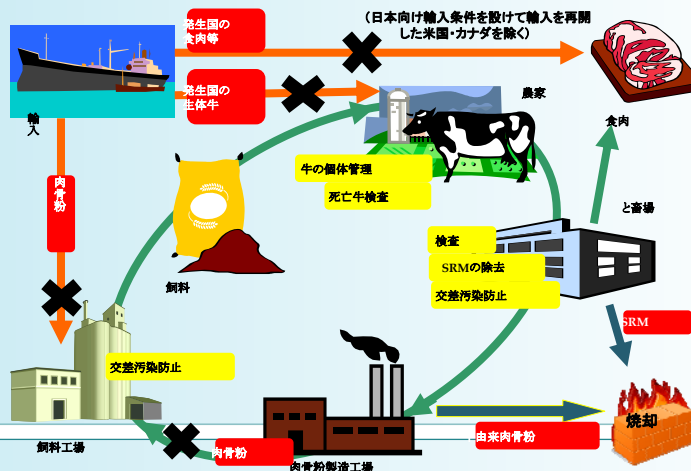 発生国の
食肉等
(日本向け輸入条件を設けて輸入を再開
した米国・カナダを除く)
発生国の
生体牛
輸
入
農家
食肉
牛の個体管理
死亡牛検査
肉
骨
粉
と畜場
検査
SRMの除去
交差汚染防止
飼料
SRM
交差汚染防止
焼却
由来肉骨粉
飼料工場
肉骨粉
肉骨粉製造工場